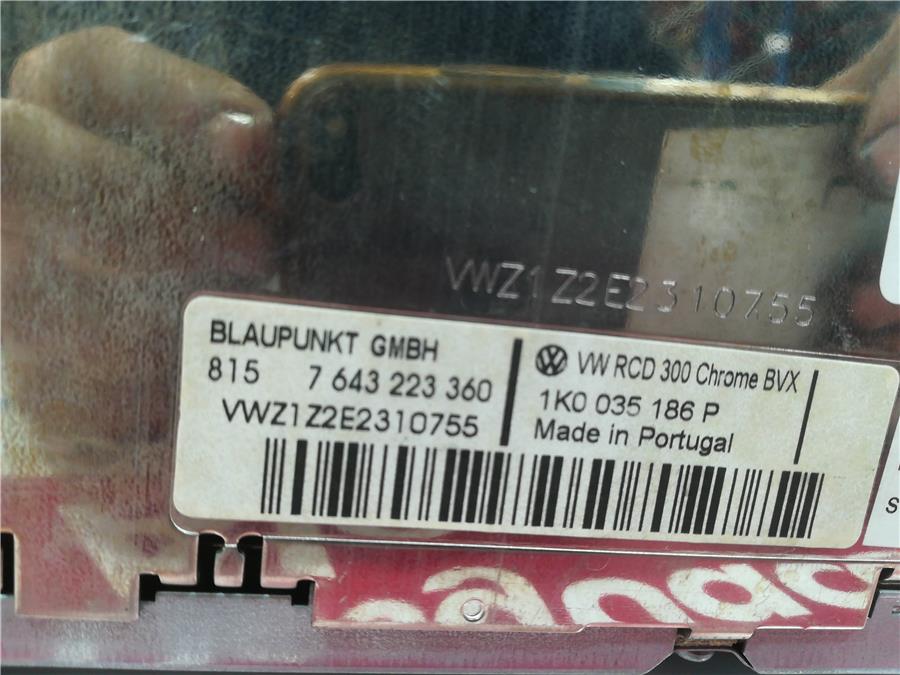 VWZ1Z2E2310755
BLAUPUNKT GMBH
815 7 643 223 360
VWZ1Z2E2310755
VW RCD 300 Chrome BVX
1K0 035 186 P
Made in Portugal
S